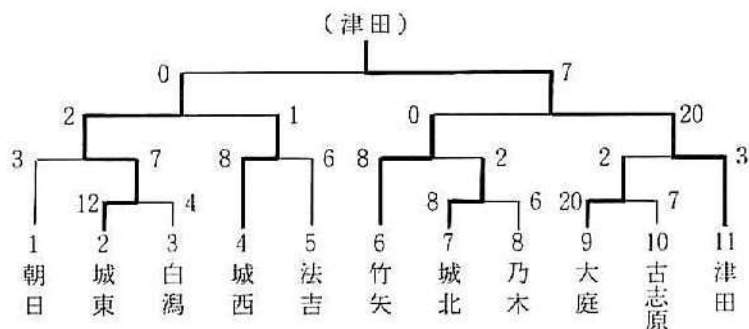 (津田)
0 7
2 1 0 20
3 7 8 6 8 2 2 3
12 4 8 6 20 7
1 2 3 4 5 6 7 8 9 10 11
朝日 城東 白潟 城西 法吉 竹矢 城北 乃木 大庭 古志原 津田